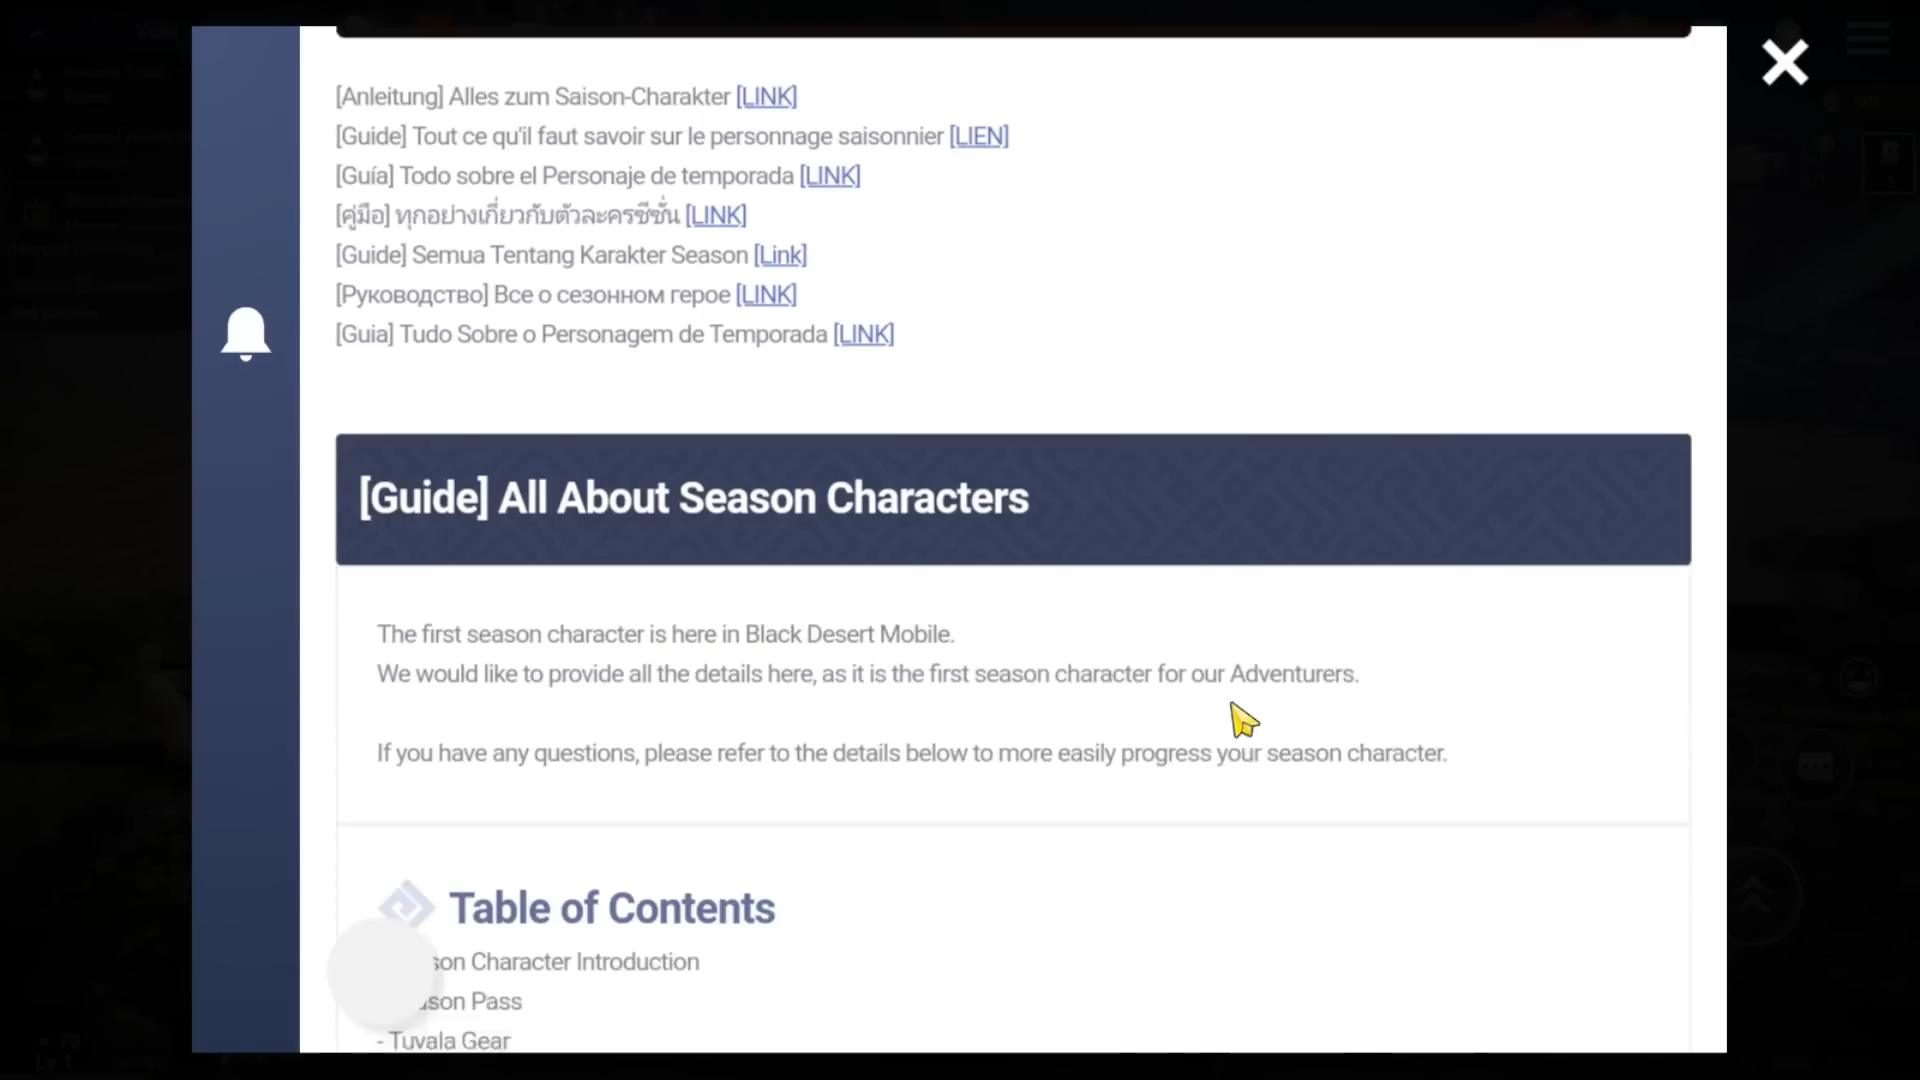 [Anleitung] Alles zum Saison-Charakter [LINK]
[Guide] Tout ce qu'il faut savoir sur le personnage saisonnier [LIEN]
[Guía] Todo sobre el Personaje de temporada [LINK]
[คู่มือ] ทุกอย่างเกี่ยวกับตัวละครซีซั่น [LINK]
[Guide] Semua Tentang Karakter Season [Link]
[Руководство] Все о сезонном герое [LINK]
[Guia] Tudo Sobre o Personagem de Temporada [LINK]
[Guide] All About Season Characters
The first season character is here in Black Desert Mobile.
We would like to provide all the details here, as it is the first season character for our Adventurers.
If you have any questions, please refer to the details below to more easily progress your season character.
Table of Contents
son Character Introduction
ason Pass
- Tuvala Gear